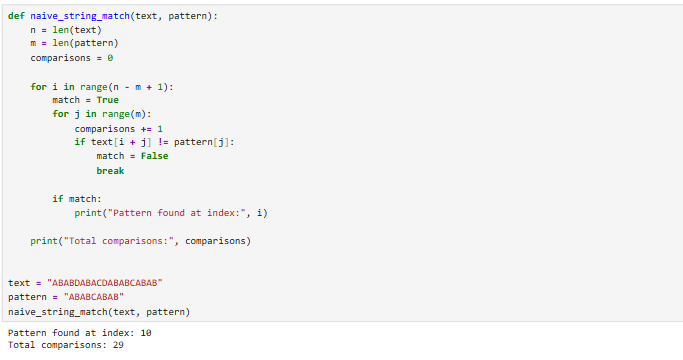 def naive_string_match(text, pattern):
    n = len(text)
    m = len(pattern)
    comparisons = 0

    for i in range(n - m + 1):
        match = True
        for j in range(m):
            comparisons += 1
            if text[i + j] != pattern[j]:
                match = False
                break

        if match:
            print("Pattern found at index:", i)

    print("Total comparisons:", comparisons)


text = "ABABDABACDABABCABAB"
pattern = "ABABCABAB"
naive_string_match(text, pattern)
Pattern found at index: 10
Total comparisons: 29